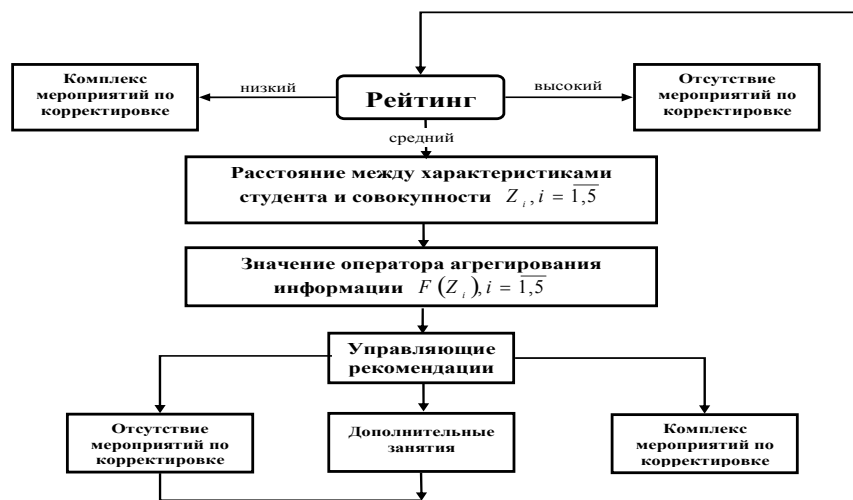 Комплекс
мероприятий по
корректировке
низкий
Рейтинг
высокий
Отсутствие
мероприятий по
корректировке
средний
Расстояние между характеристиками
студента и совокупности Z_i, i = \overline{1,5}
Значение оператора агрегирования
информации F(Z_i), i = \overline{1,5}
Управляющие
рекомендации
Отсутствие
мероприятий по
корректировке
Дополнительные
занятия
Комплекс
мероприятий по
корректировке